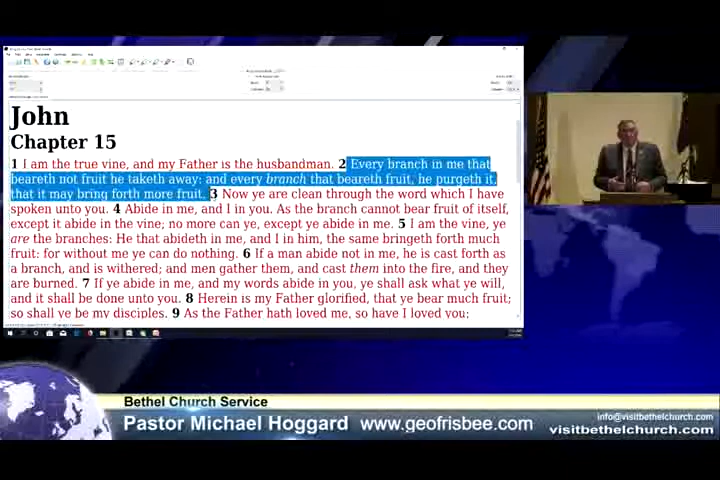 John
Chapter 15
1 I am the true vine, and my Father is the husbandman. 2 Every branch in me that
beareth not fruit he taketh away: and every branch that beareth fruit, he purgeth it,
that it may bring forth more fruit. 3 Now ye are clean through the word which I have
spoken unto you. 4 Abide in me, and I in you. As the branch cannot bear fruit of itself,
except it abide in the vine; no more can ye, except ye abide in me. 5 I am the vine, ye
are the branches: He that abideth in me, and I in him, the same bringeth forth much
fruit: for without me ye can do nothing. 6 If a man abide not in me, he is cast forth as
a branch, and is withered; and men gather them, and cast them into the fire, and they
are burned. 7 If ye abide in me, and my words abide in you, ye shall ask what ye will,
and it shall be done unto you. 8 Herein is my Father glorified, that ye bear much fruit;
so shall ye be my disciples. 9 As the Father hath loved me, so have I loved you:
Bethel Church Service
Pastor Michael Hoggard www.geofrisbee.com
info@visitbethelchurch.com
visitbethelchurch.com